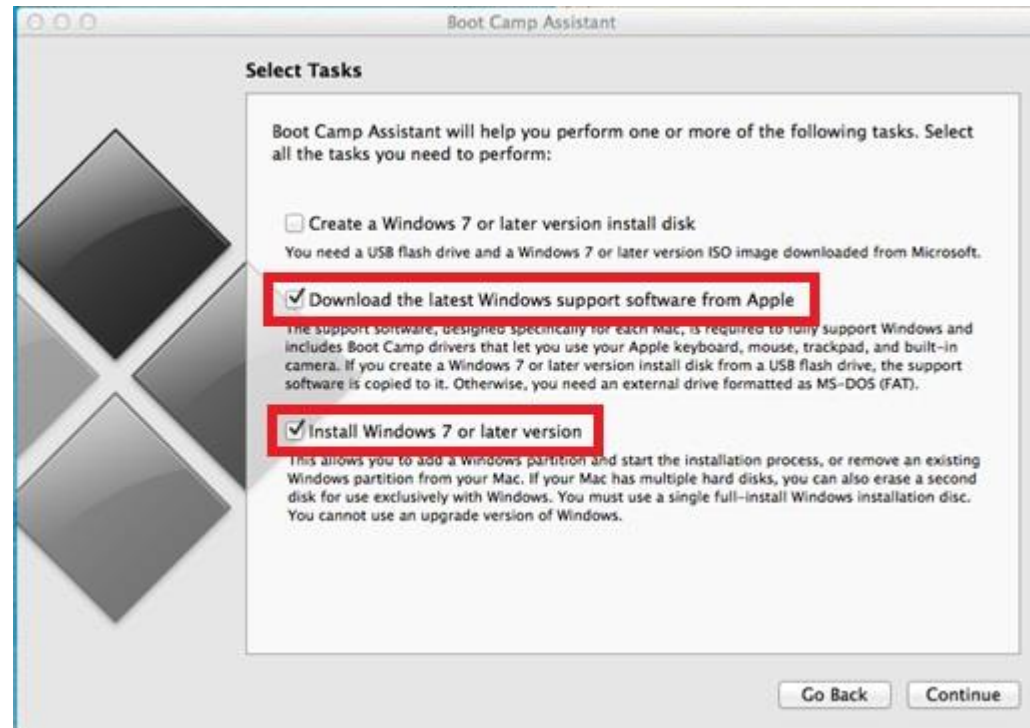 Boot Camp Assistant
Select Tasks
Boot Camp Assistant will help you perform one or more of the following tasks. Select
all the tasks you need to perform:
Create a Windows 7 or later version install disk
You need a USB flash drive and a Windows 7 or later version ISO image downloaded from Microsoft.
Download the latest Windows support software from Apple
The support software, designed specifically for each Mac, is required to fully support Windows and
includes Boot Camp drivers that let you use your Apple keyboard, mouse, trackpad, and built-in
camera. If you create a Windows 7 or later version install disk from a USB flash drive, the support
software is copied to it. Otherwise, you need an external drive formatted as MS-DOS (FAT).
Install Windows 7 or later version
This allows you to add a Windows partition and start the installation process, or remove an existing
Windows partition from your Mac. If your Mac has multiple hard disks, you can also erase a second
disk for use exclusively with Windows. You must use a single full-install Windows installation disc.
You cannot use an upgrade version of Windows.
Go Back Continue